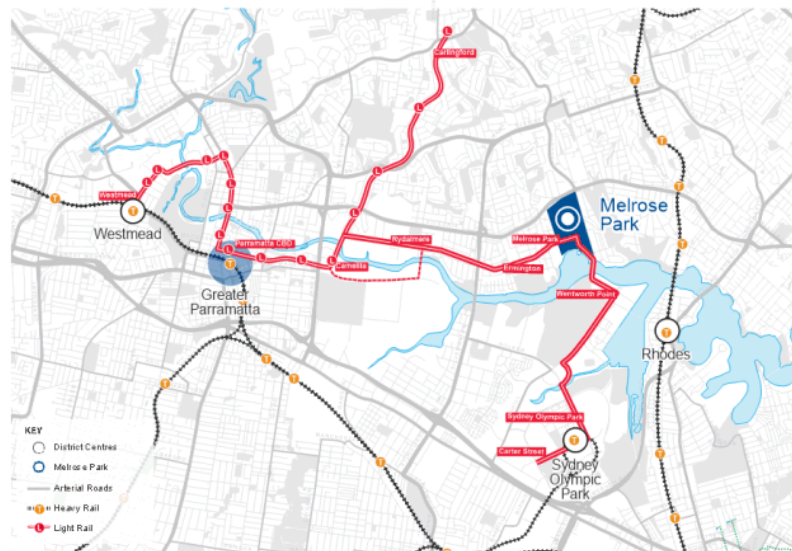 Carlingford
Westmead
Westmead
Parramatta CBD
Greater
Parramatta
Camellia
Rydalmere
Ermington
Melrose Park
Melrose
Park
Wentworth Point
Rhodes
Sydney Olympic Park
Carter Street
Sydney
Olympic
Park
KEY
District Centres
Melrose Park
Arterial Roads
T Heavy Rail
L Light Rail